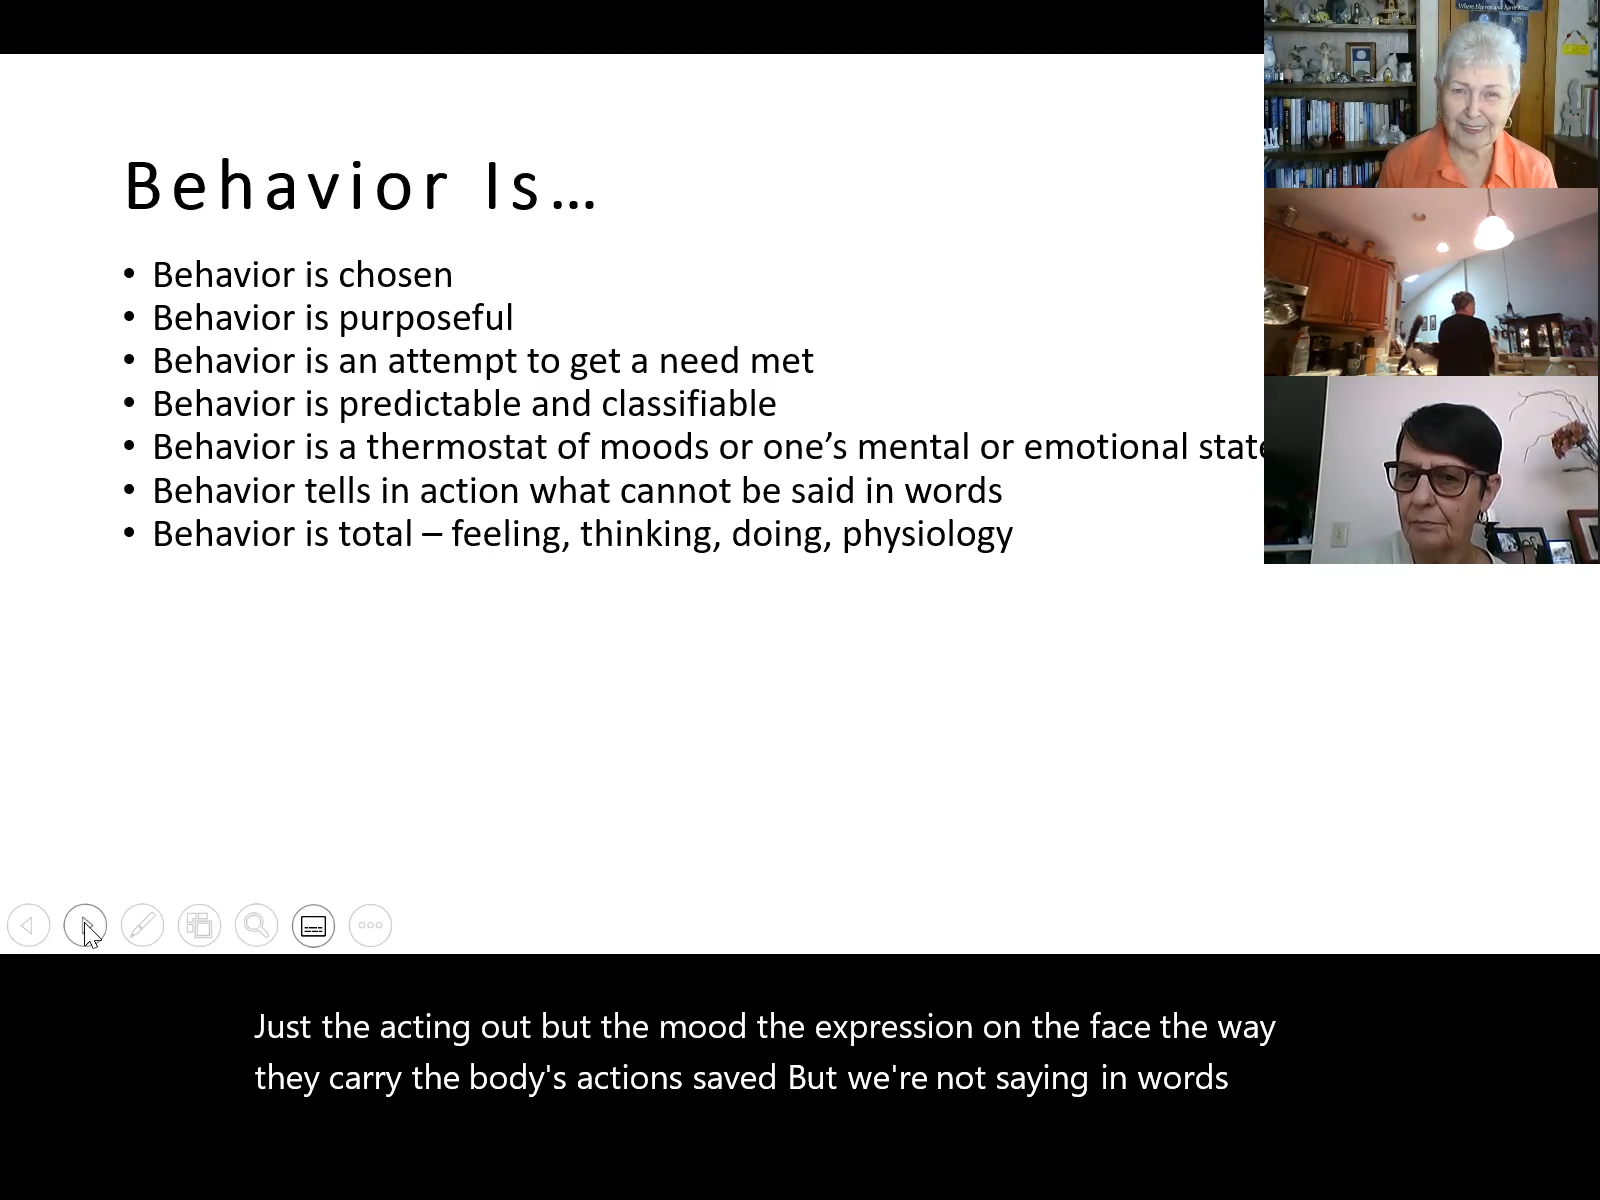 Behavior Is…
• Behavior is chosen
• Behavior is purposeful
• Behavior is an attempt to get a need met
• Behavior is predictable and classifiable
• Behavior is a thermostat of moods or one’s mental or emotional state
• Behavior tells in action what cannot be said in words
• Behavior is total – feeling, thinking, doing, physiology
Just the acting out but the mood the expression on the face the way
they carry the body's actions saved But we're not saying in words